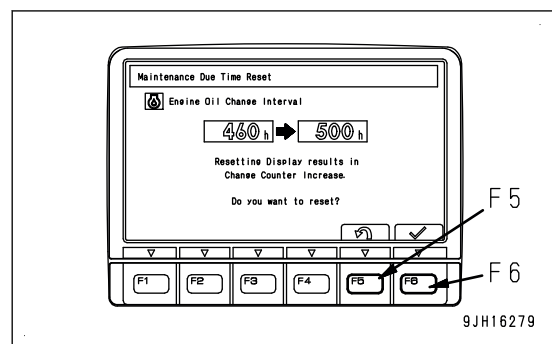 Maintenance Due Time Reset
Engine Oil Change Interval
460 h 500 h
Resetting Display results in
Change Counter Increase.
Do you want to reset?
F5
F1 F2 F3 F4 F5 F6
F6
9JH16279